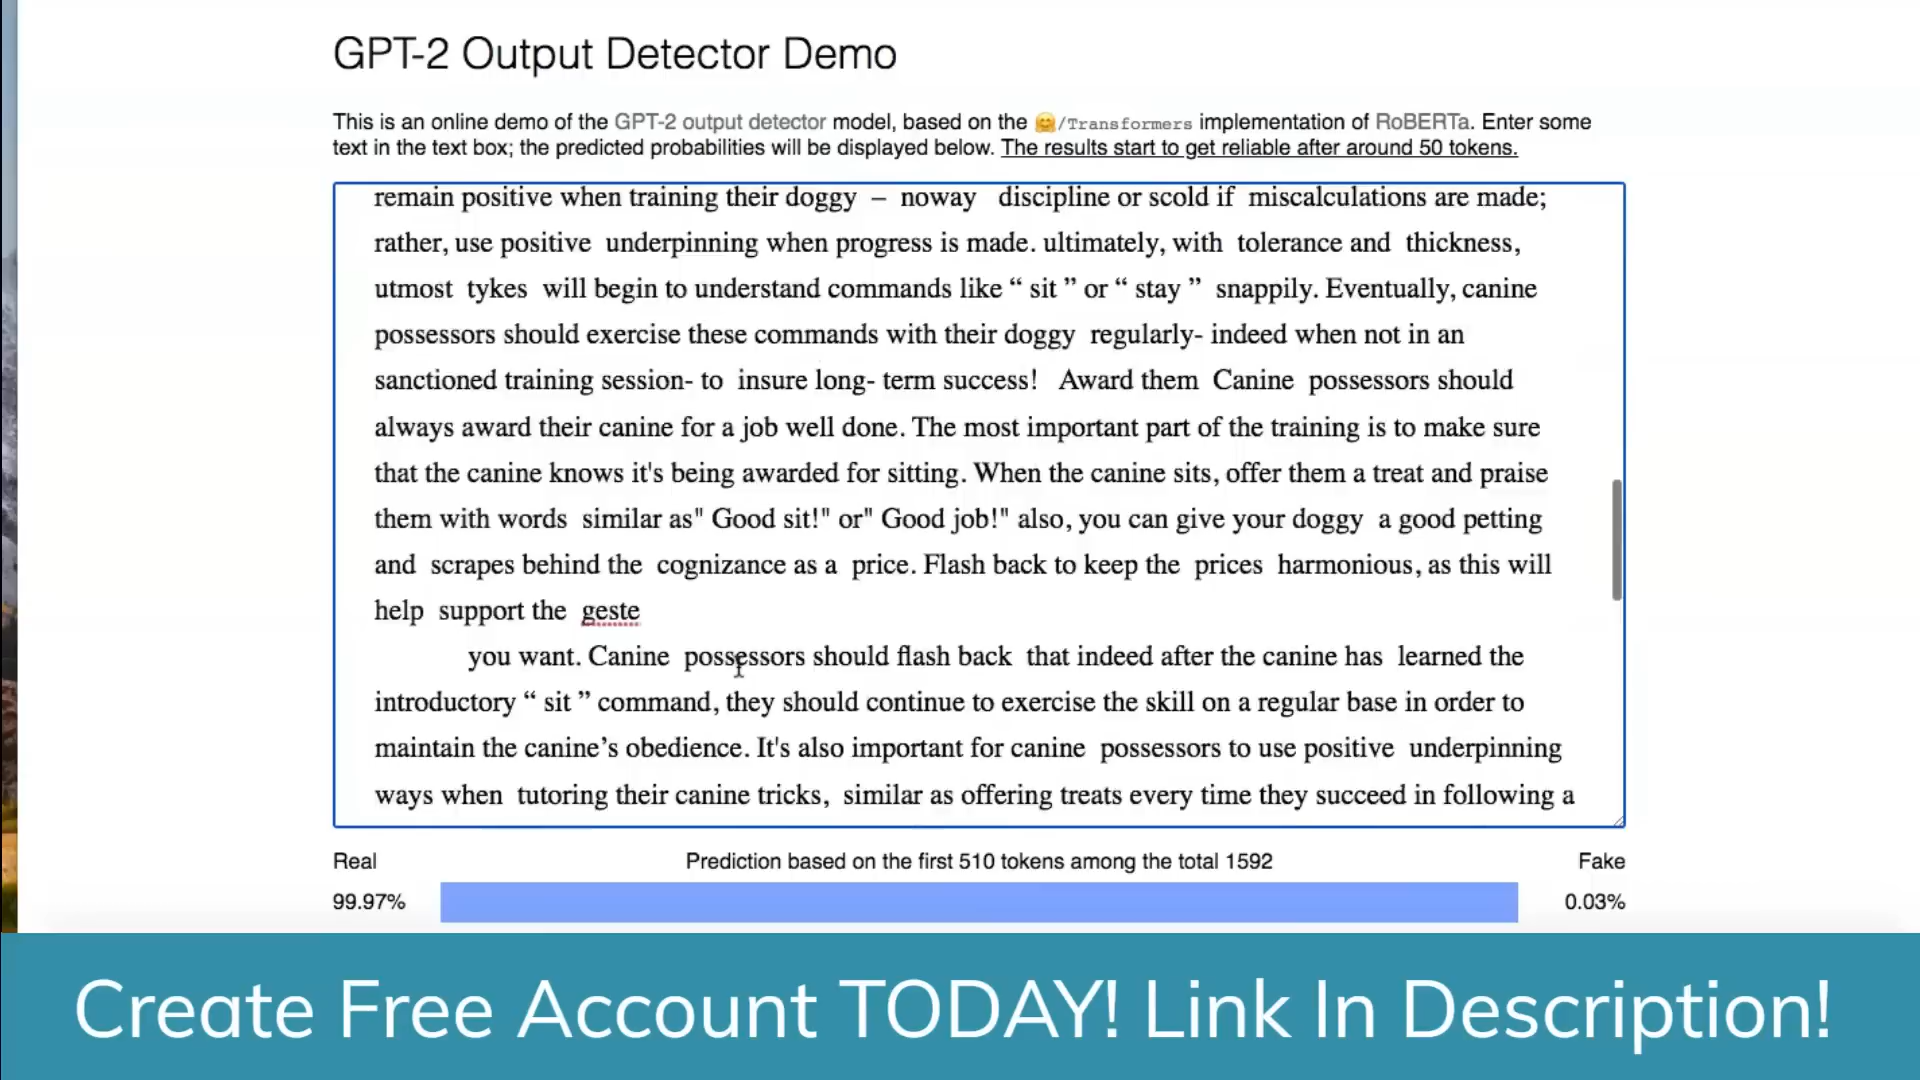 GPT-2 Output Detector Demo
This is an online demo of the GPT-2 output detector model, based on the 🤗/Transformers implementation of RoBERTa. Enter some
text in the text box; the predicted probabilities will be displayed below. The results start to get reliable after around 50 tokens.
remain positive when training their doggy – noway discipline or scold if miscalculations are made;
rather, use positive underpinning when progress is made. ultimately, with tolerance and thickness,
utmost tykes will begin to understand commands like “ sit ” or “ stay ” snappily. Eventually, canine
possessors should exercise these commands with their doggy regularly- indeed when not in an
sanctioned training session- to insure long- term success! Award them Canine possessors should
always award their canine for a job well done. The most important part of the training is to make sure
that the canine knows it's being awarded for sitting. When the canine sits, offer them a treat and praise
them with words similar as" Good sit!" or" Good job!" also, you can give your doggy a good petting
and scrapes behind the cognizance as a price. Flash back to keep the prices harmonious, as this will
help support the geste
you want. Canine possessors should flash back that indeed after the canine has learned the
introductory “ sit ” command, they should continue to exercise the skill on a regular base in order to
maintain the canine’s obedience. It's also important for canine possessors to use positive underpinning
ways when tutoring their canine tricks, similar as offering treats every time they succeed in following a
Real Prediction based on the first 510 tokens among the total 1592 Fake
99.97% 0.03%
Create Free Account TODAY! Link In Description!